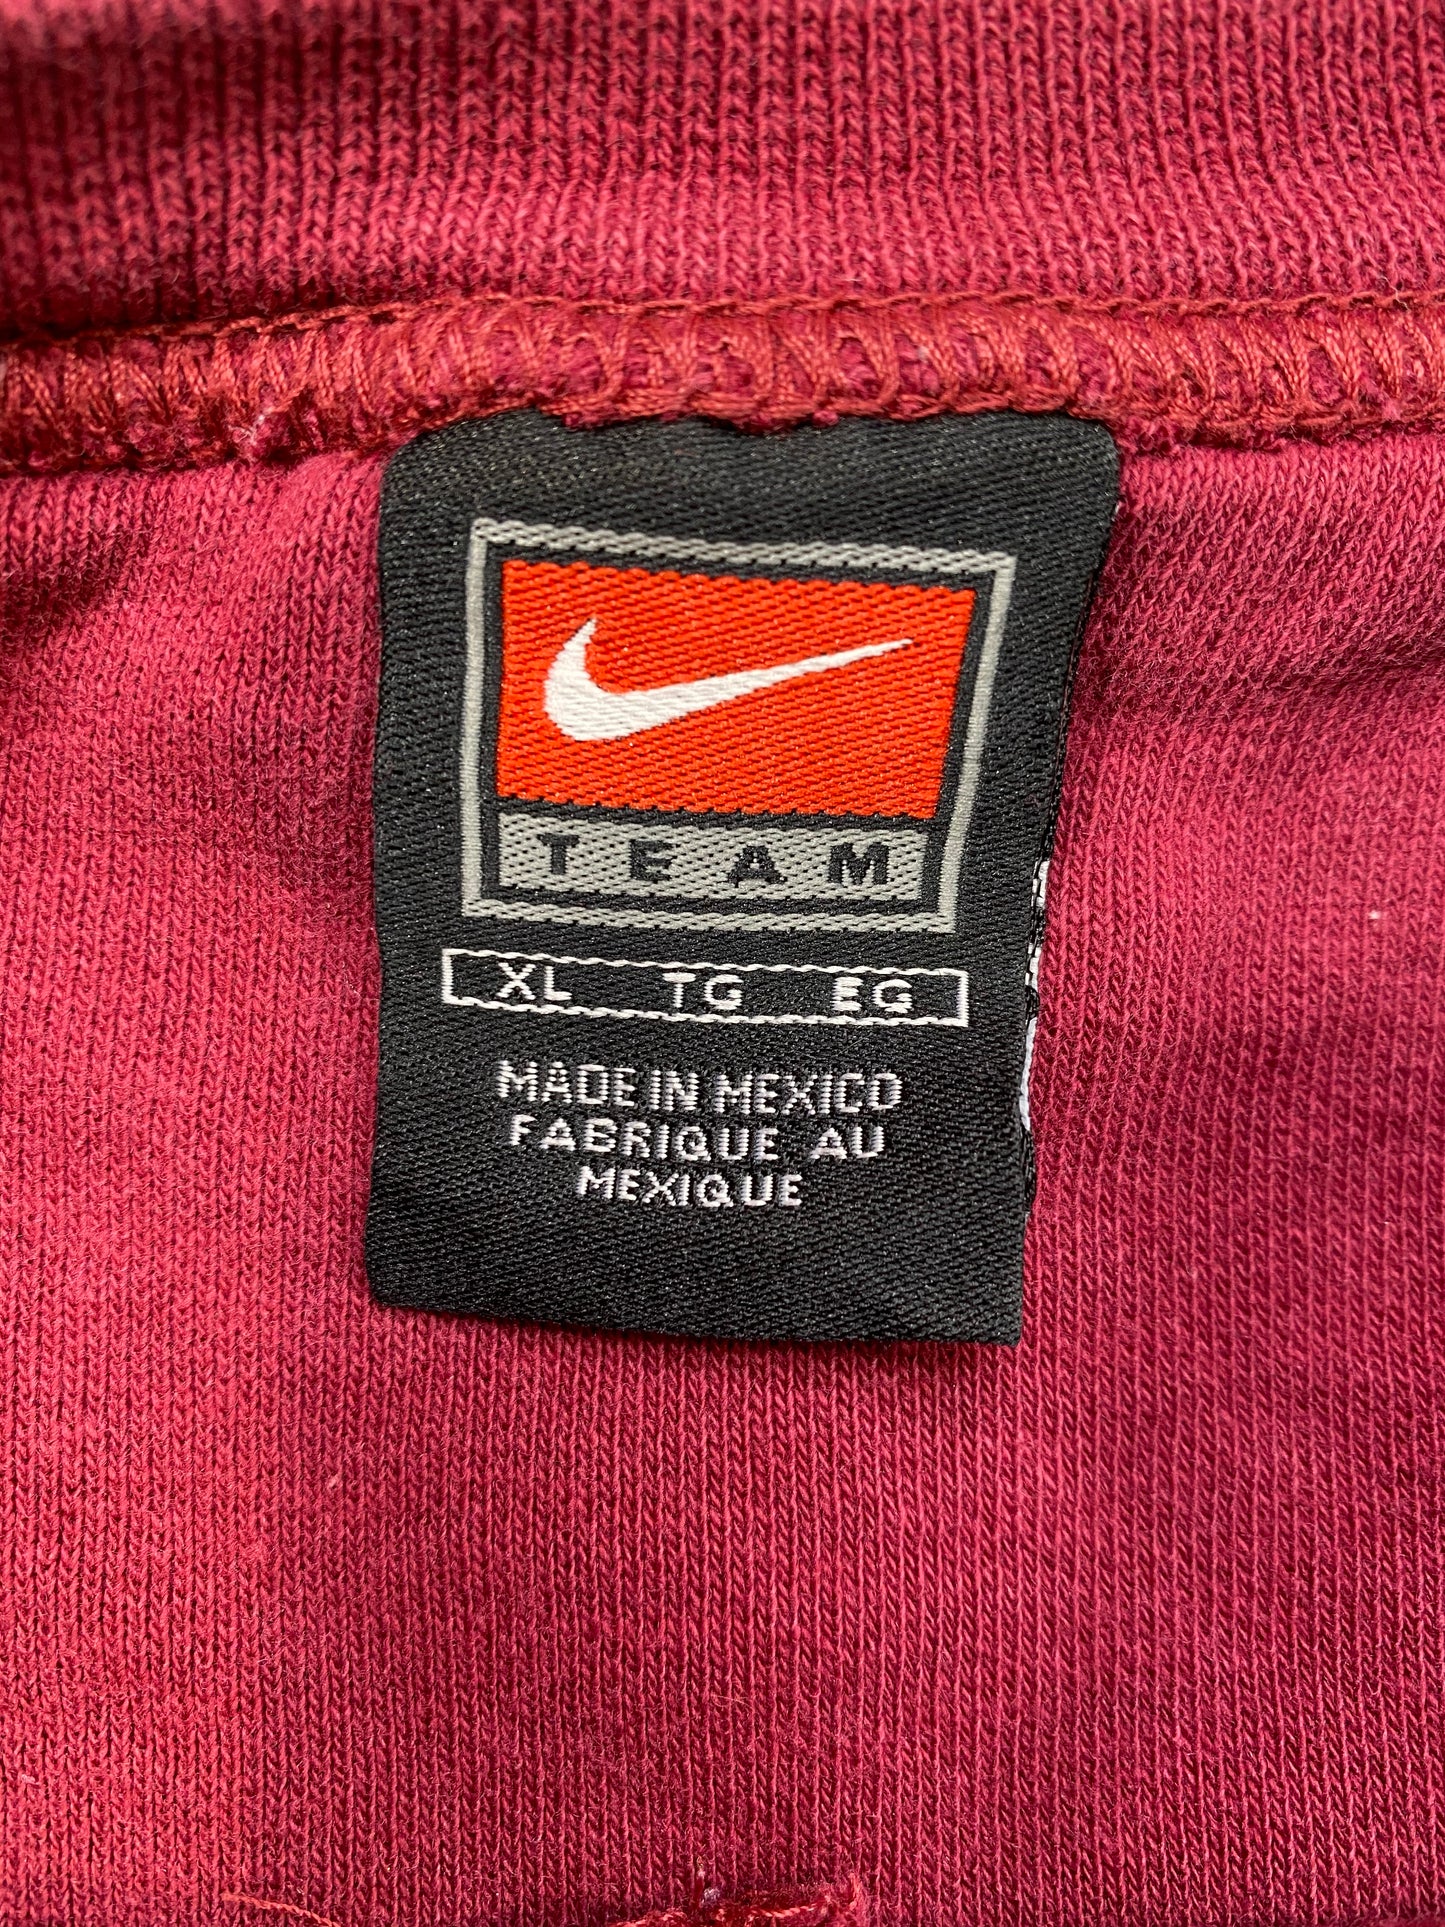 TEAM
XL TG EG
MADE IN MEXICO
FABRIQUE AU
MEXIQUE